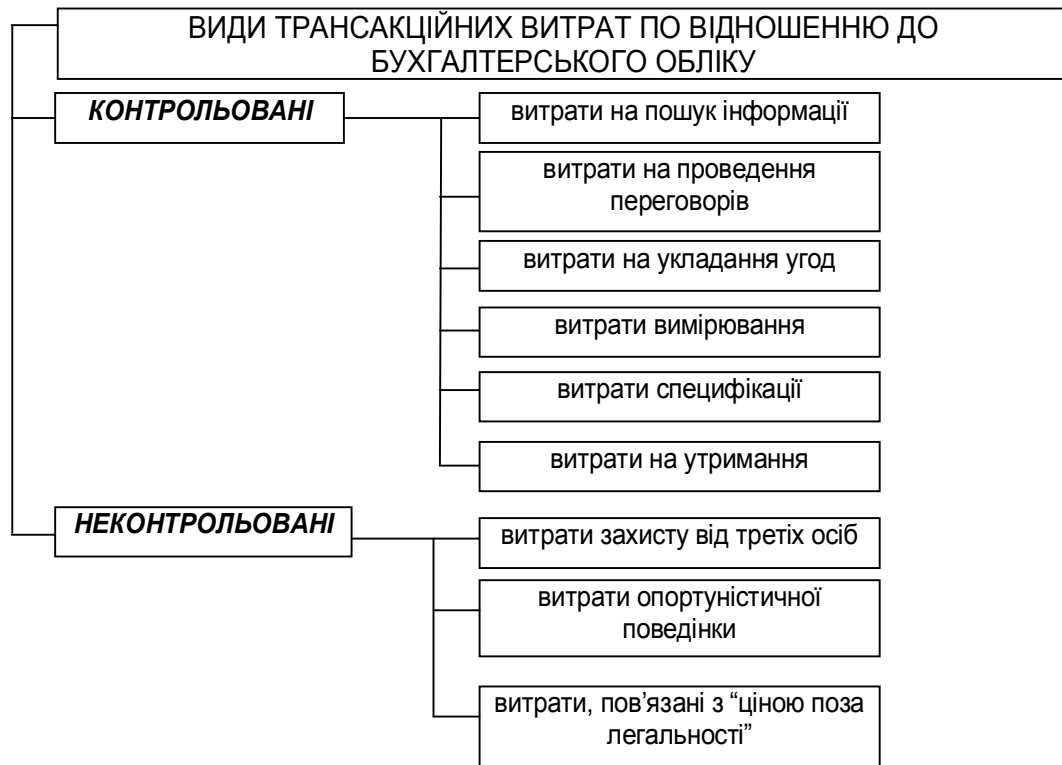 ВИДИ ТРАНСАКЦІЙНИХ ВИТРАТ ПО ВІДНОШЕННЮ ДО
БУХГАЛТЕРСЬКОГО ОБЛІКУ
КОНТРОЛЬОВАНІ
витрати на пошук інформації
витрати на проведення
переговорів
витрати на укладання угод
витрати вимірювання
витрати специфікації
витрати на утримання
НЕКОНТРОЛЬОВАНІ
витрати захисту від третіх осіб
витрати опортуністичної
поведінки
витрати, пов’язані з “ціною поза
легальності”